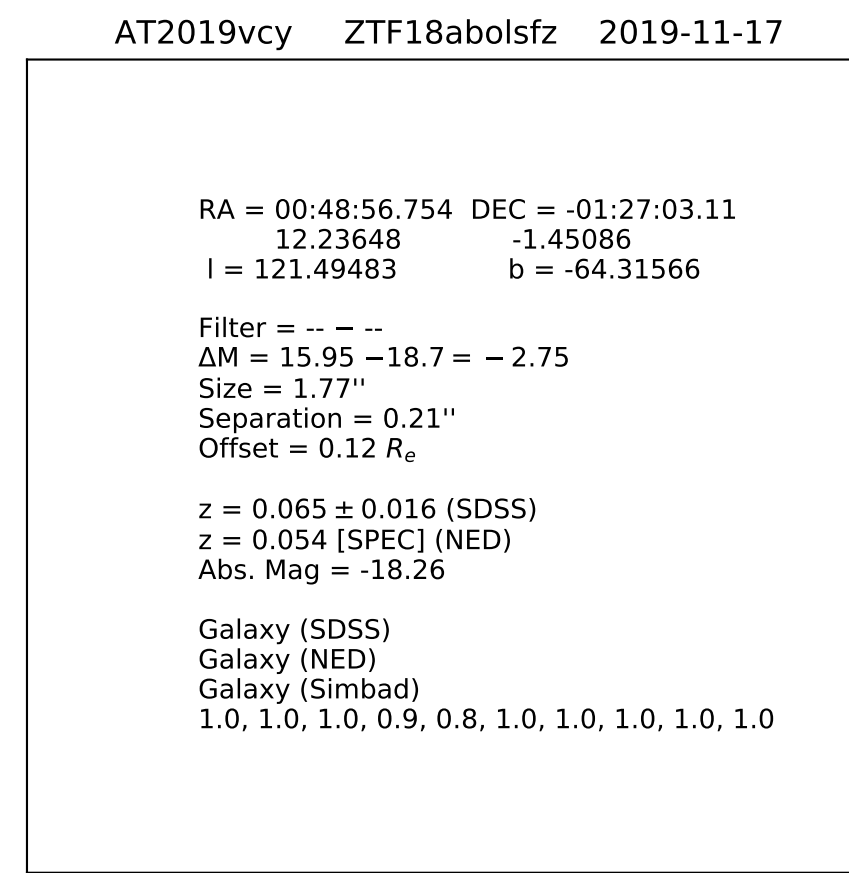 AT2019vcy ZTF18abolsfz 2019-11-17
RA = 00:48:56.754 DEC = -01:27:03.11
12.23648 -1.45086
l = 121.49483 b = -64.31566
Filter = -- − --
ΔM = 15.95 −18.7 = − 2.75
Size = 1.77''
Separation = 0.21''
Offset = 0.12 Rₑ
z = 0.065 ± 0.016 (SDSS)
z = 0.054 [SPEC] (NED)
Abs. Mag = -18.26
Galaxy (SDSS)
Galaxy (NED)
Galaxy (Simbad)
1.0, 1.0, 1.0, 0.9, 0.8, 1.0, 1.0, 1.0, 1.0, 1.0